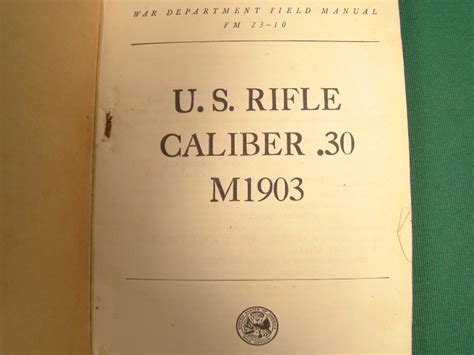 WAR DEPARTMENT FIELD MANUAL
FM 23-10
U. S. RIFLE
CALIBER .30
M1903